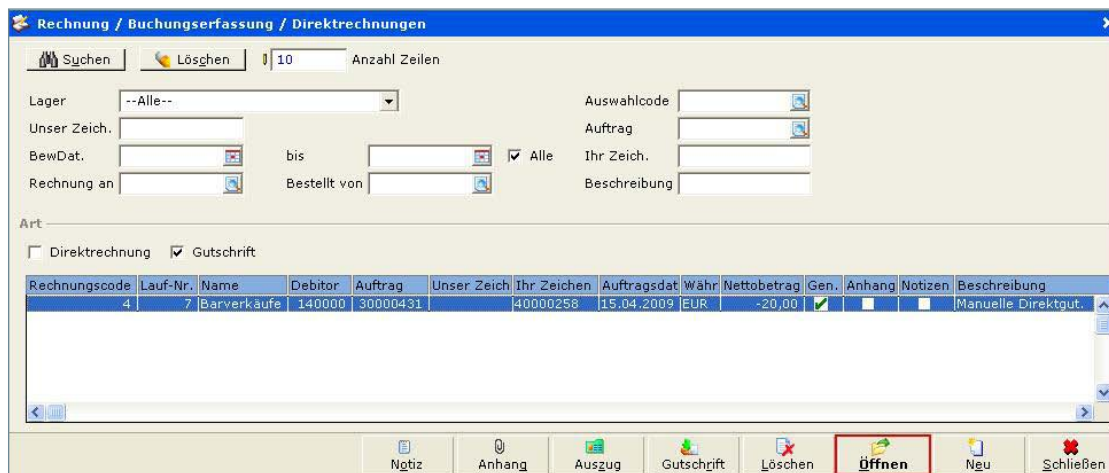 Rechnung / Buchungserfassung / Direktrechnungen
Suchen Löschen 10 Anzahl Zeilen
Lager --Alle-- Auswahlcode
Unser Zeich. Auftrag
BewDat. bis Alle Ihr Zeich.
Rechnung an Bestellt von Beschreibung
Art
Direktrechnung Gutschrift
Rechnungscode Lauf-Nr. Name Debitor Auftrag Unser Zeich Ihr Zeichen Auftragsdat Währ Nettobetrag Gen. Anhang Notizen Beschreibung
4 7 Barverkäufe 140000 30000431 40000258 15.04.2009 EUR -20,00 Manuelle Direktgut.
Notiz Anhang Auszug Gutschrift Löschen Öffnen Neu Schließen